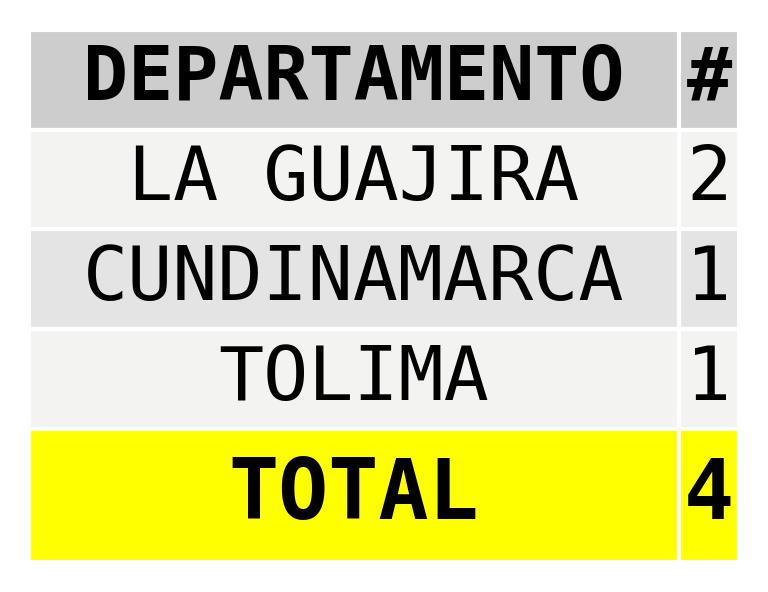 DEPARTAMENTO #
LA GUAJIRA 2
CUNDINAMARCA 1
TOLIMA 1
TOTAL 4